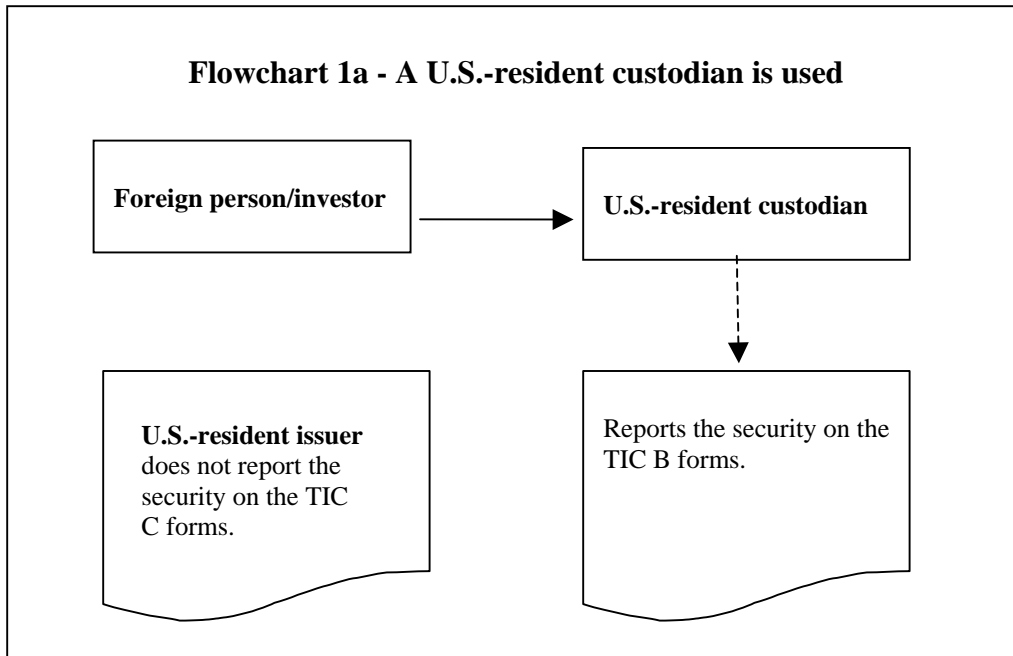 Flowchart 1a - A U.S.-resident custodian is used
Foreign person/investor
U.S.-resident custodian
U.S.-resident issuer
does not report the
security on the TIC
C forms.
Reports the security on the
TIC B forms.